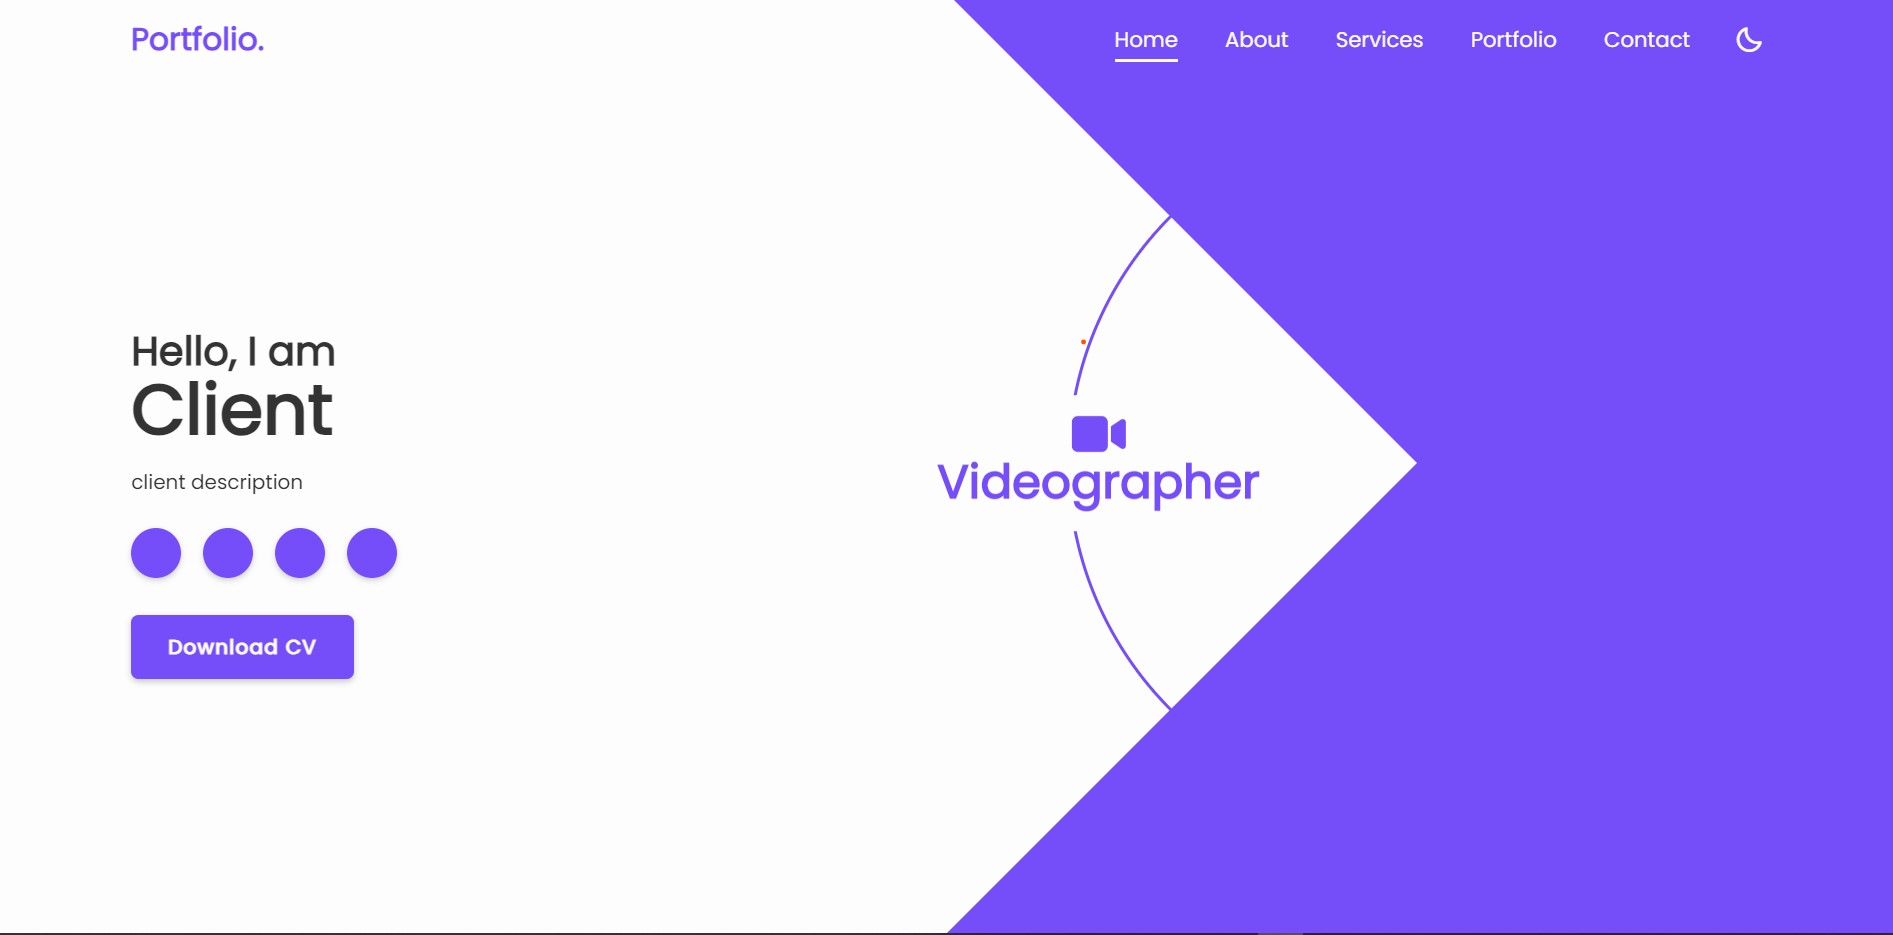 Portfolio.
Home About Services Portfolio Contact
Hello, I am
Client
client description
Download CV
Videographer